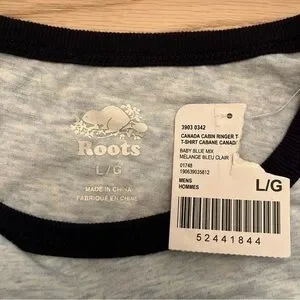 Roots
L/G
MADE IN CHINA
FABRIQUÉ EN CHINE
3903 0342
CANADA CABIN RINGER T
T-SHIRT CABANE CANADA
BABY BLUE MIX
MÉLANGE BLEU CLAIR
01748
190639035812
MENS
HOMMES
L/G
52441844